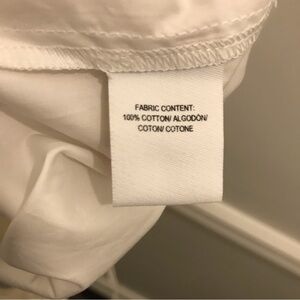 FABRIC CONTENT:
100% COTTON/ ALGODÓN/
COTON/ COTONE